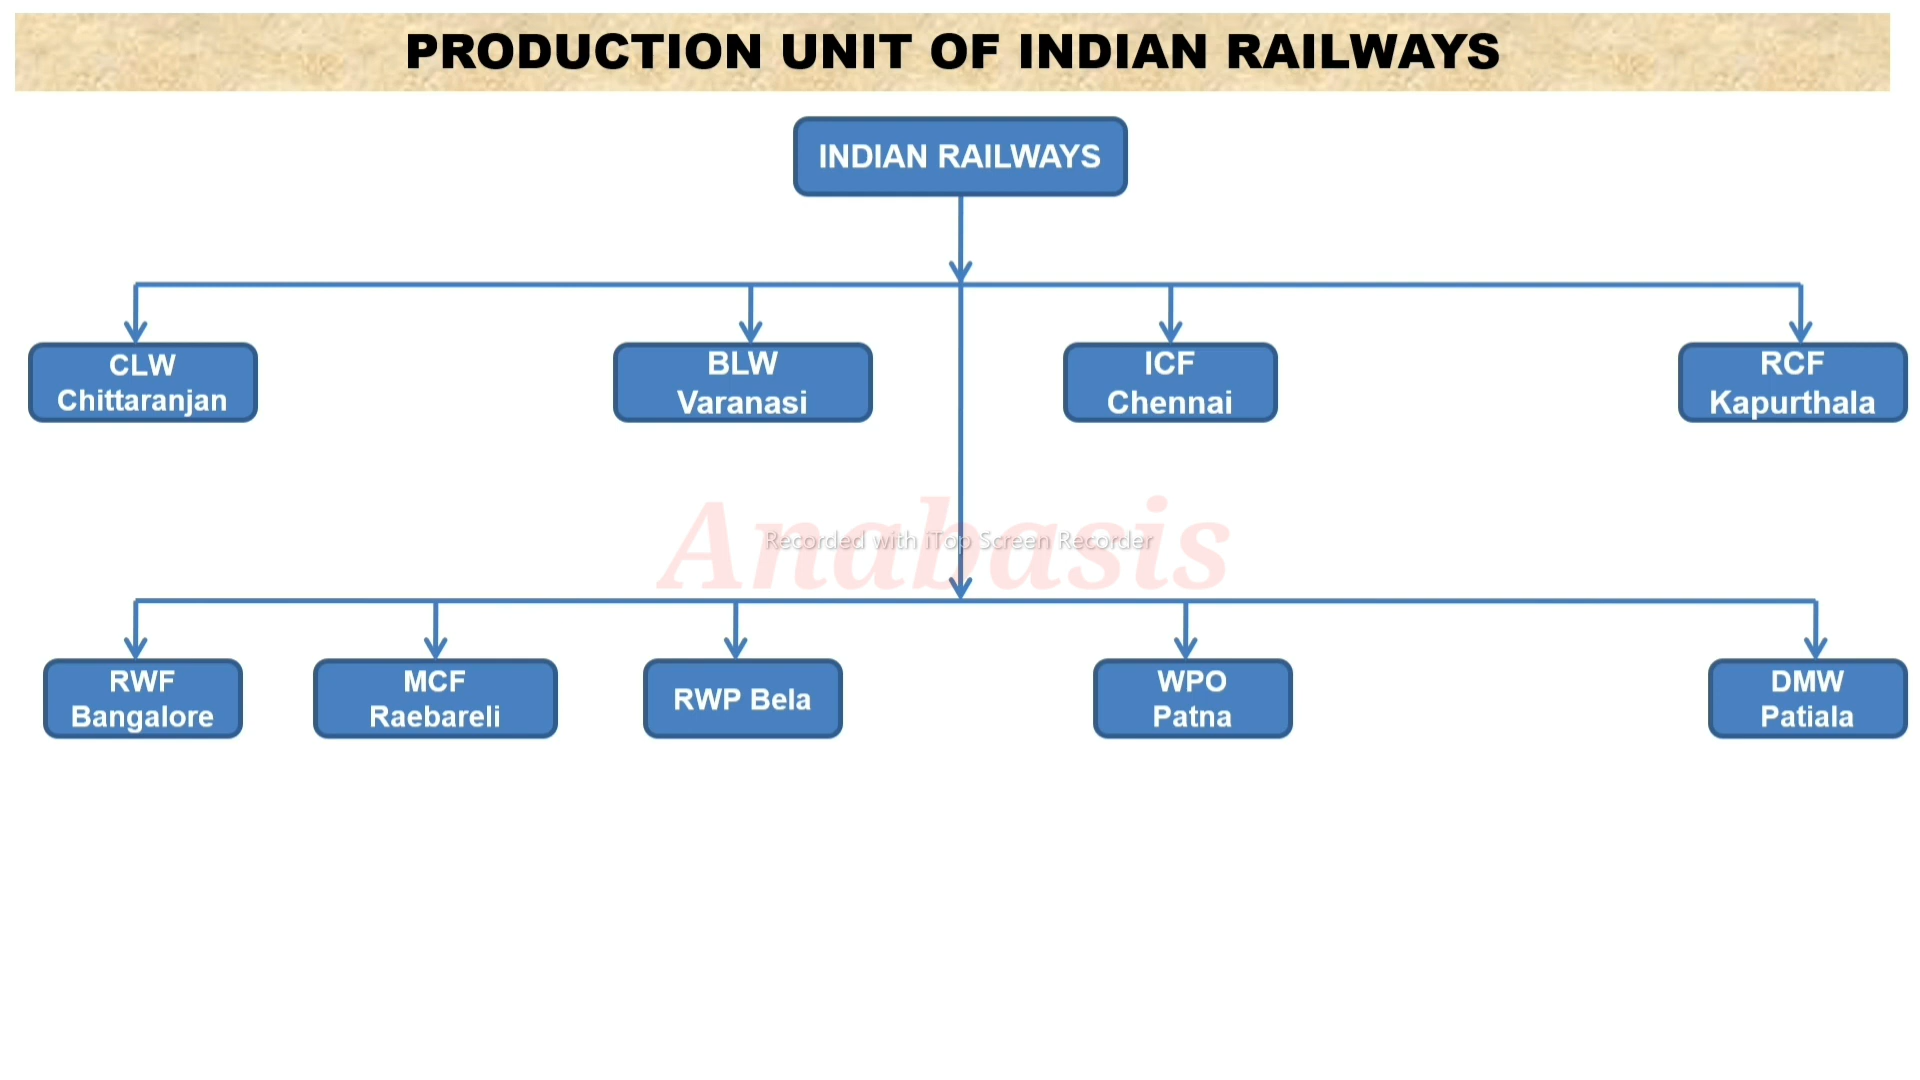 PRODUCTION UNIT OF INDIAN RAILWAYS
INDIAN RAILWAYS
CLW
Chittaranjan
BLW
Varanasi
ICF
Chennai
RCF
Kapurthala
Anabasis
Recorded with iTop Screen Recorder
RWF
Bangalore
MCF
Raebareli
RWP Bela
WPO
Patna
DMW
Patiala